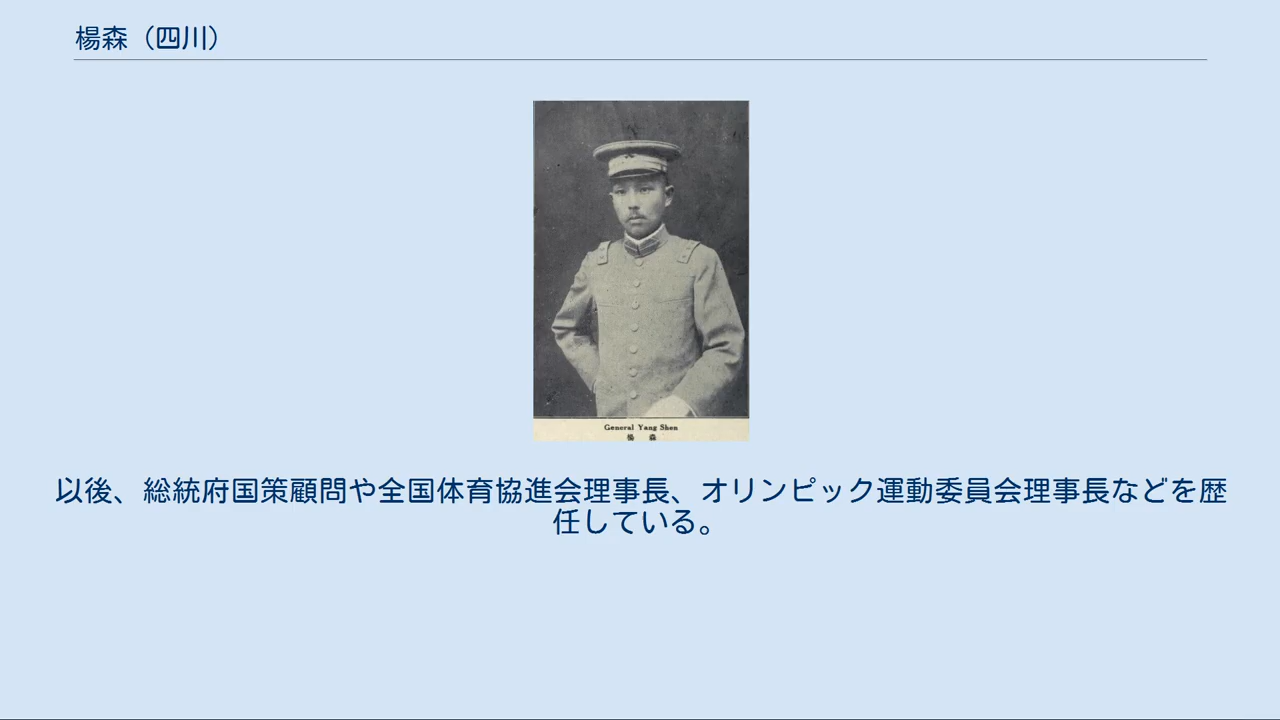 楊森（四川）
General Yang Shen
楊 森
以後、総統府国策顧問や全国体育協進会理事長、オリンピック運動委員会理事長などを歴
任している。